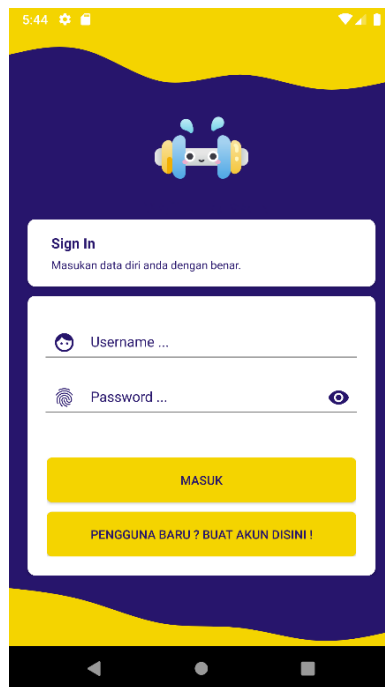 5:44
Sign In
Masukan data diri anda dengan benar.
Username ...
Password ...
MASUK
PENGGUNA BARU ? BUAT AKUN DISINI !